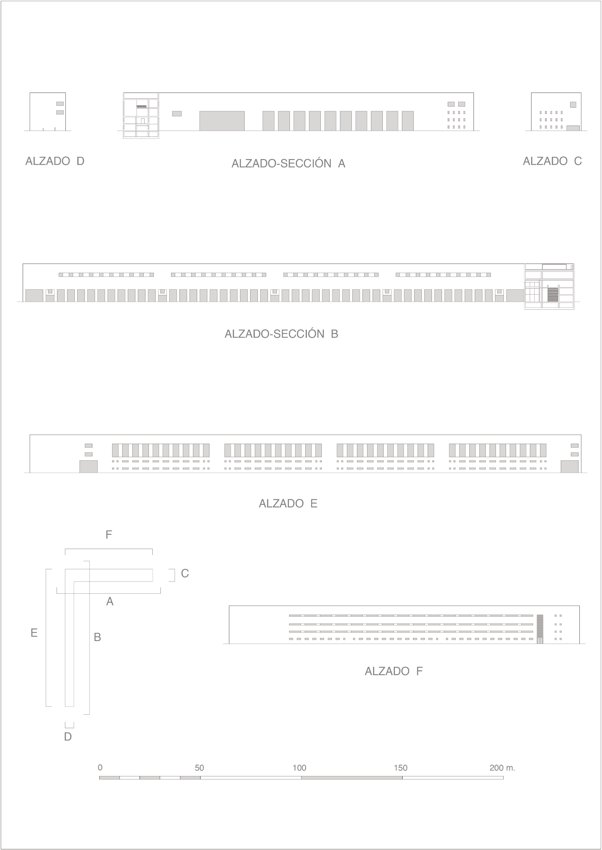 ALZADO D
ALZADO-SECCIÓN A
ALZADO C
ALZADO-SECCIÓN B
ALZADO E
F
C
A
E
B
D
ALZADO F
0 50 100 150 200 m.